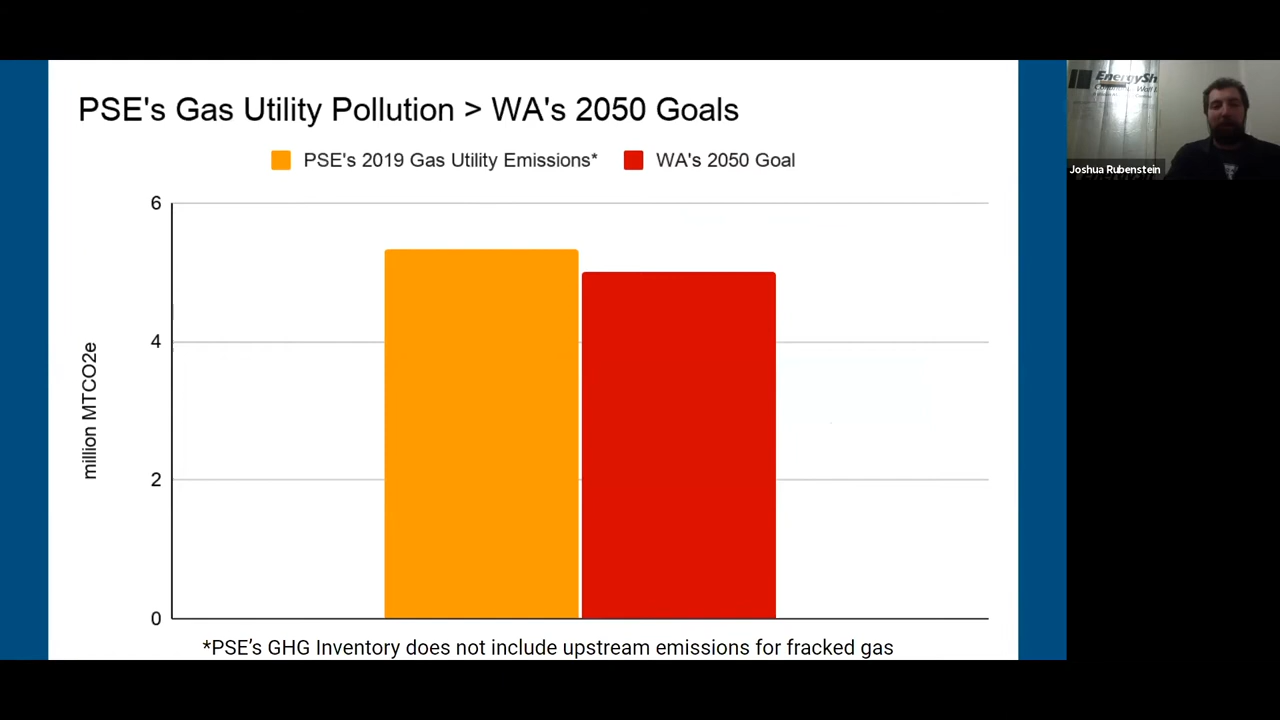 PSE's Gas Utility Pollution > WA's 2050 Goals
PSE's 2019 Gas Utility Emissions*
WA's 2050 Goal
6
4
2
0
million MTCO2e
*PSE’s GHG Inventory does not include upstream emissions for fracked gas
EnergySh
Joshua Rubenstein